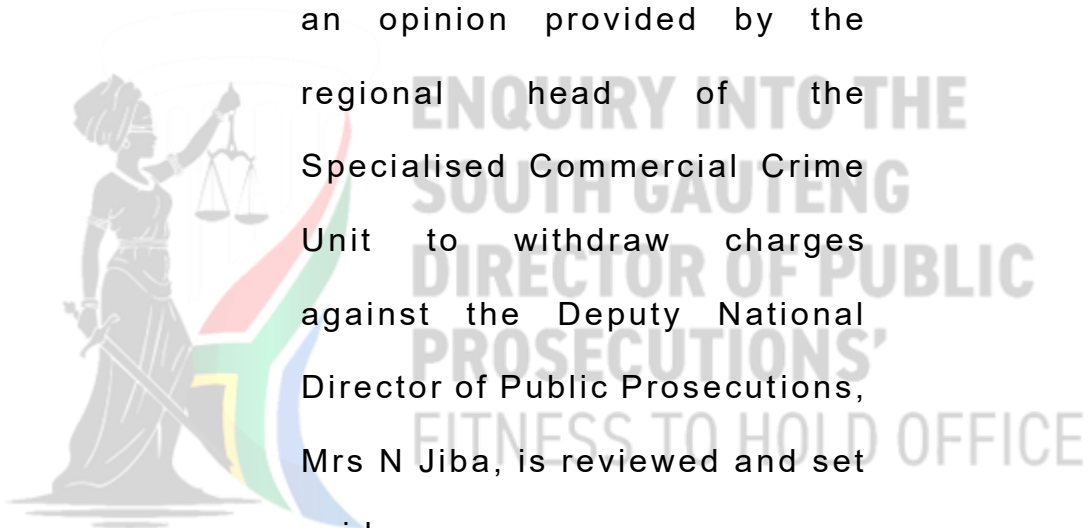 an opinion provided by the
regional head of the
Specialised Commercial Crime
Unit to withdraw charges
against the Deputy National
Director of Public Prosecutions,
Mrs N Jiba, is reviewed and set
ENQUIRY INTO THE
SOUTH GAUTENG
DIRECTOR OF PUBLIC
PROSECUTIONS'
FITNESS TO HOLD OFFICE